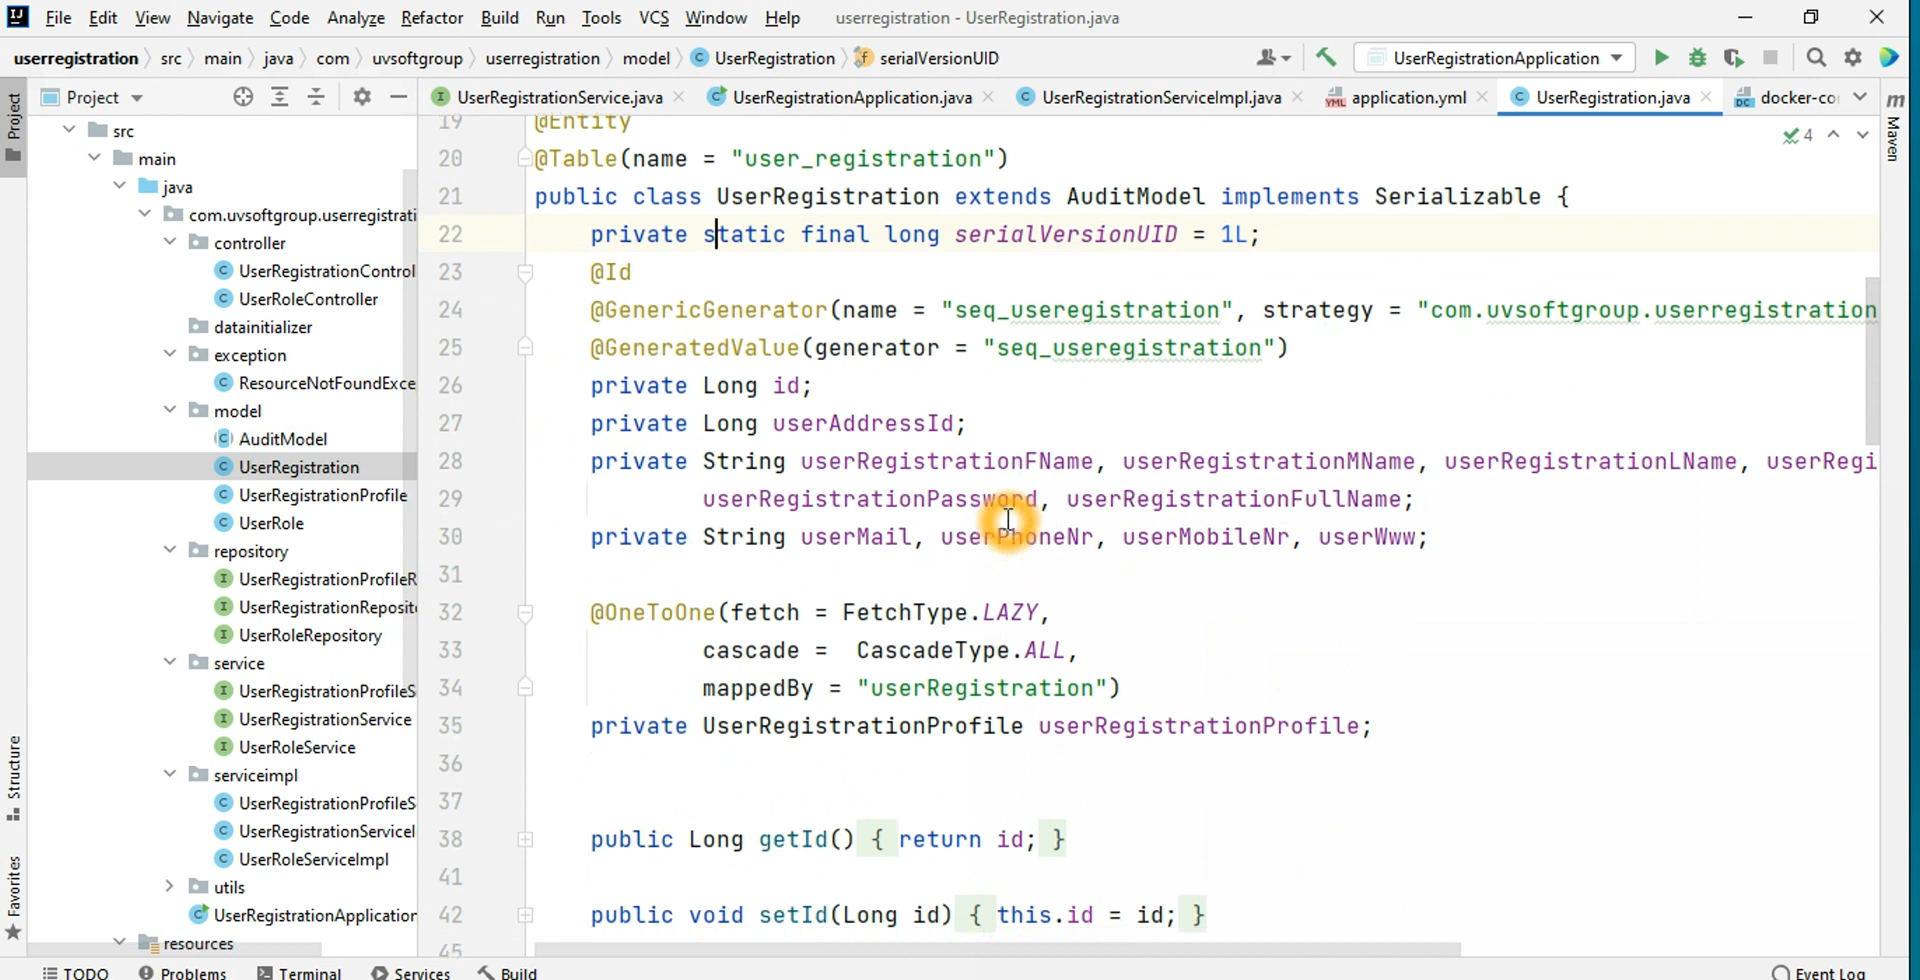 IJ File Edit View Navigate Code Analyze Refactor Build Run Tools VCS Window Help userregistration - UserRegistration.java
userregistration src main java com uvsoftgroup userregistration model C UserRegistration f serialVersionUID UserRegistrationApplication
Project
UserRegistrationService.java UserRegistrationApplication.java UserRegistrationServiceImpl.java application.yml UserRegistration.java docker-co
Project
Structure
Favorites
Maven
src
main
java
com.uvsoftgroup.userregistrati
controller
UserRegistrationControl
UserRoleController
datainitializer
exception
ResourceNotFoundExce
model
AuditModel
UserRegistration
UserRegistrationProfile
UserRole
repository
UserRegistrationProfileR
UserRegistrationReposit
UserRoleRepository
service
UserRegistrationProfileS
UserRegistrationService
UserRoleService
serviceimpl
UserRegistrationProfileS
UserRegistrationServiceI
UserRoleServiceImpl
utils
UserRegistrationApplication
resources
4
19 @Entity
20 @Table(name = "user_registration")
21 public class UserRegistration extends AuditModel implements Serializable {
22 private static final long serialVersionUID = 1L;
23 @Id
24 @GenericGenerator(name = "seq_useregistration", strategy = "com.uvsoftgroup.userregistration
25 @GeneratedValue(generator = "seq_useregistration")
26 private Long id;
27 private Long userAddressId;
28 private String userRegistrationFName, userRegistrationMName, userRegistrationLName, userRegi
29 userRegistrationPassword, userRegistrationFullName;
30 private String userMail, userPhoneNr, userMobileNr, userWww;
31
32 @OneToOne(fetch = FetchType.LAZY,
33 cascade = CascadeType.ALL,
34 mappedBy = "userRegistration")
35 private UserRegistrationProfile userRegistrationProfile;
36
37
38 public Long getId() { return id; }
41
42 public void setId(Long id) { this.id = id; }
45
TODO Problems Terminal Services Build Event Log